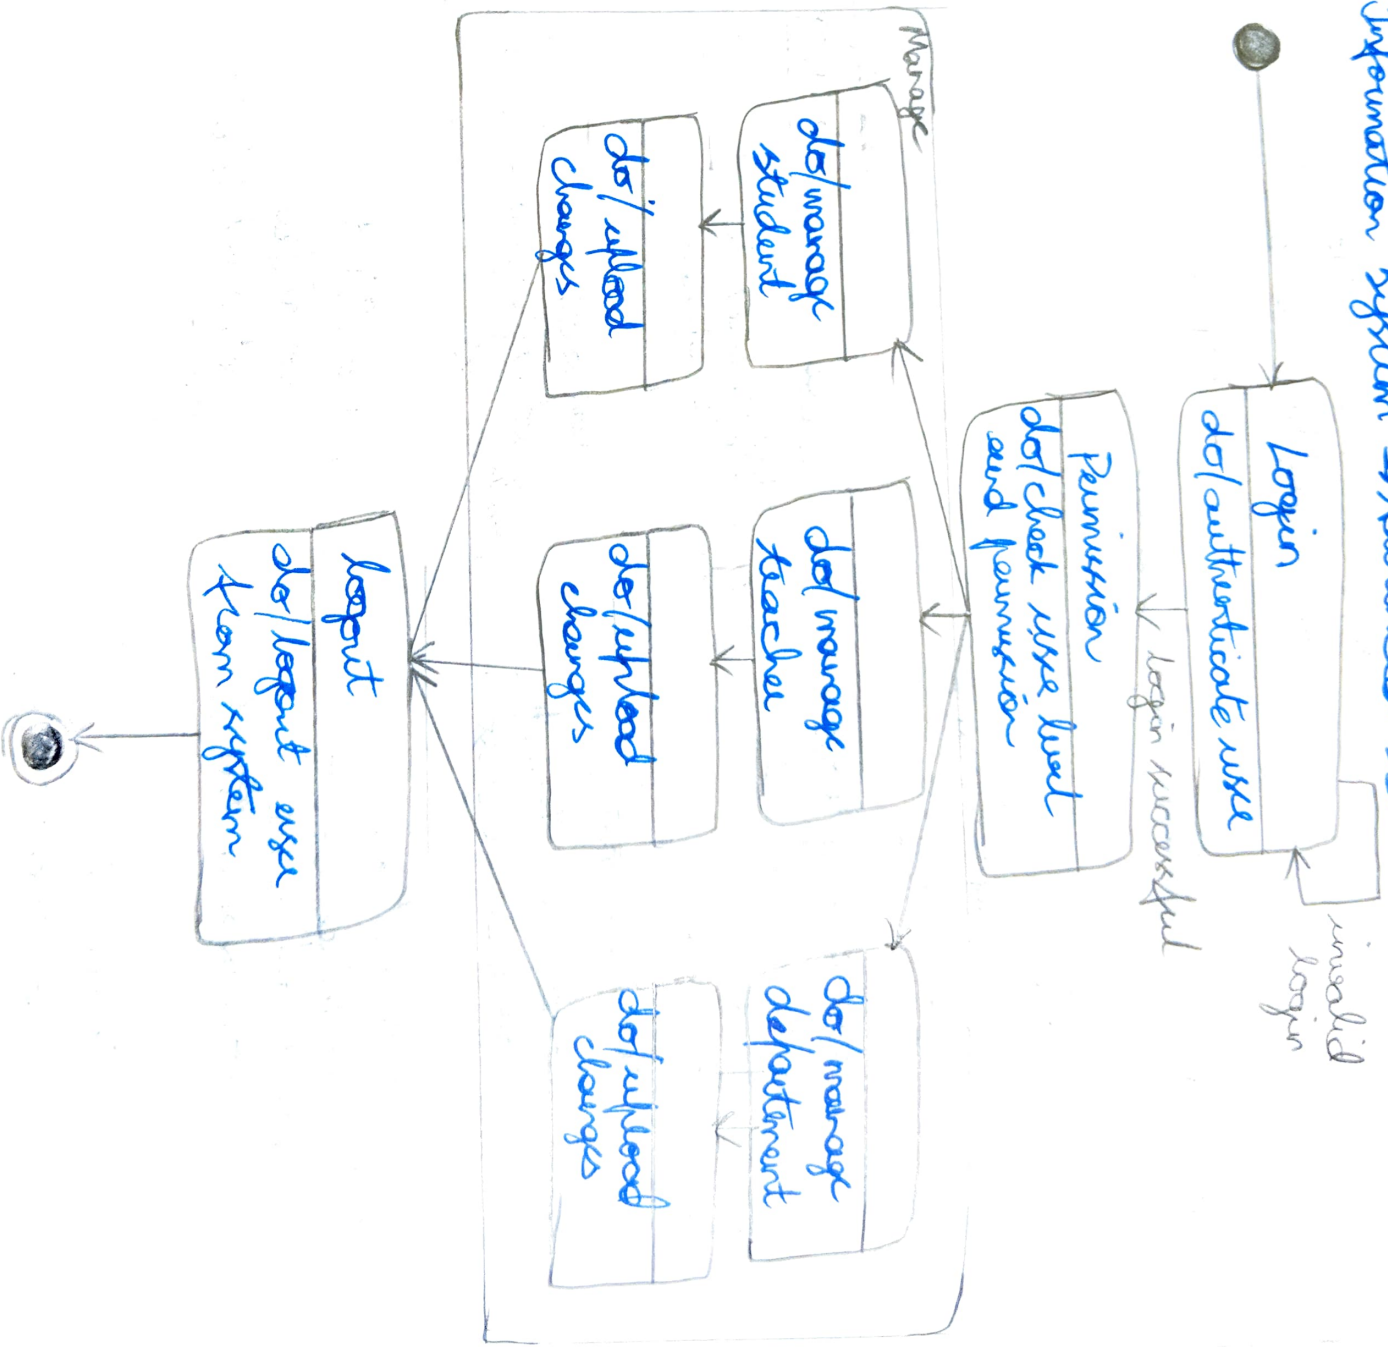 Information System
Login
do/authenticate user
invalid
login
login successful
Permission
do/check user level
and permission
Manage
do/manage
student
do/manage
teacher
do/manage
department
do/upload
changes
do/upload
changes
do/upload
changes
logout
do/logout user
from system